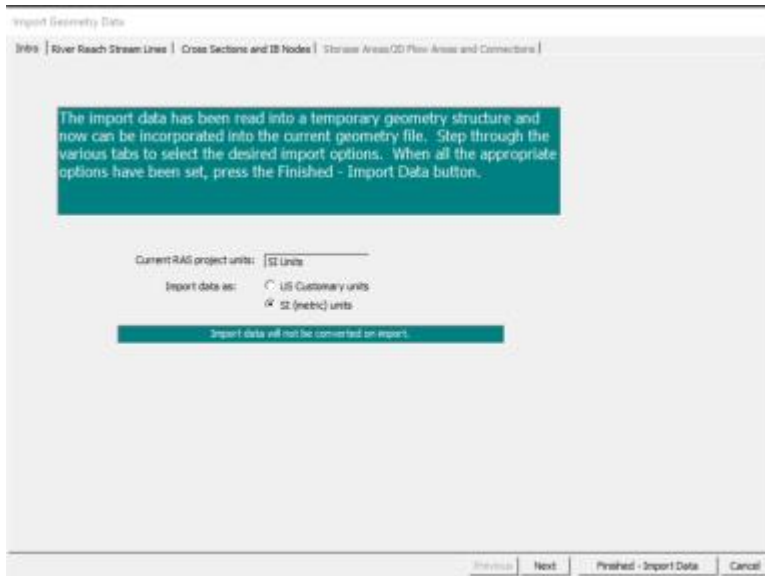 Import Geometry Data
Intro | River Reach Stream Lines | Cross Sections and IB Nodes | Storage Areas/2D Flow Areas and Connections |
The import data has been read into a temporary geometry structure and
now can be incorporated into the current geometry file. Step through the
various tabs to select the desired import options. When all the appropriate
options have been set, press the Finished - Import Data button.
Current RAS project units: SI Units
Import data as: US Customary units
SI (metric) units
Import data will not be converted on import.
Previous Next Finished - Import Data Cancel